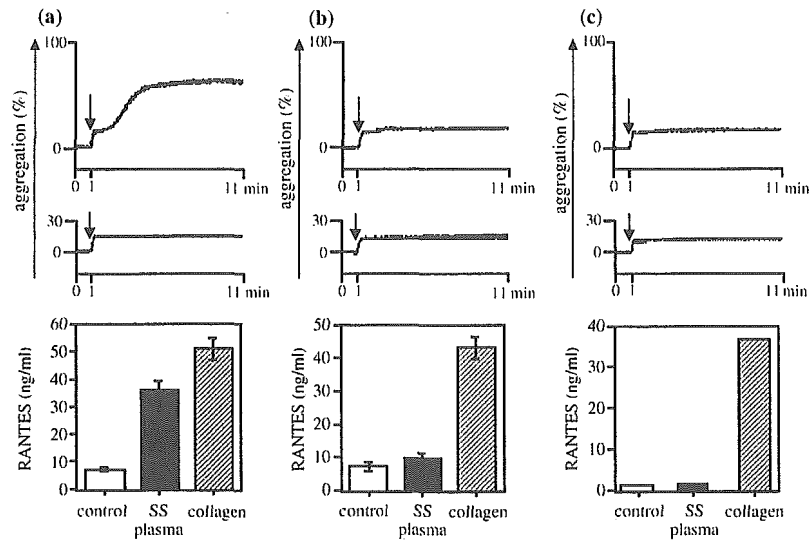 (a)
(b)
(c)
100
0
aggregation (%)
0 1 11 min
30
0
0 1 11 min
100
0
aggregation (%)
0 1 11 min
30
0
0 1 11 min
100
0
aggregation (%)
0 1 11 min
30
0
0 1 11 min
60
50
40
30
20
10
0
RANTES (ng/ml)
control SS collagen
plasma
50
40
30
20
10
0
RANTES (ng/ml)
control SS collagen
plasma
40
30
20
10
0
RANTES (ng/ml)
control SS collagen
plasma